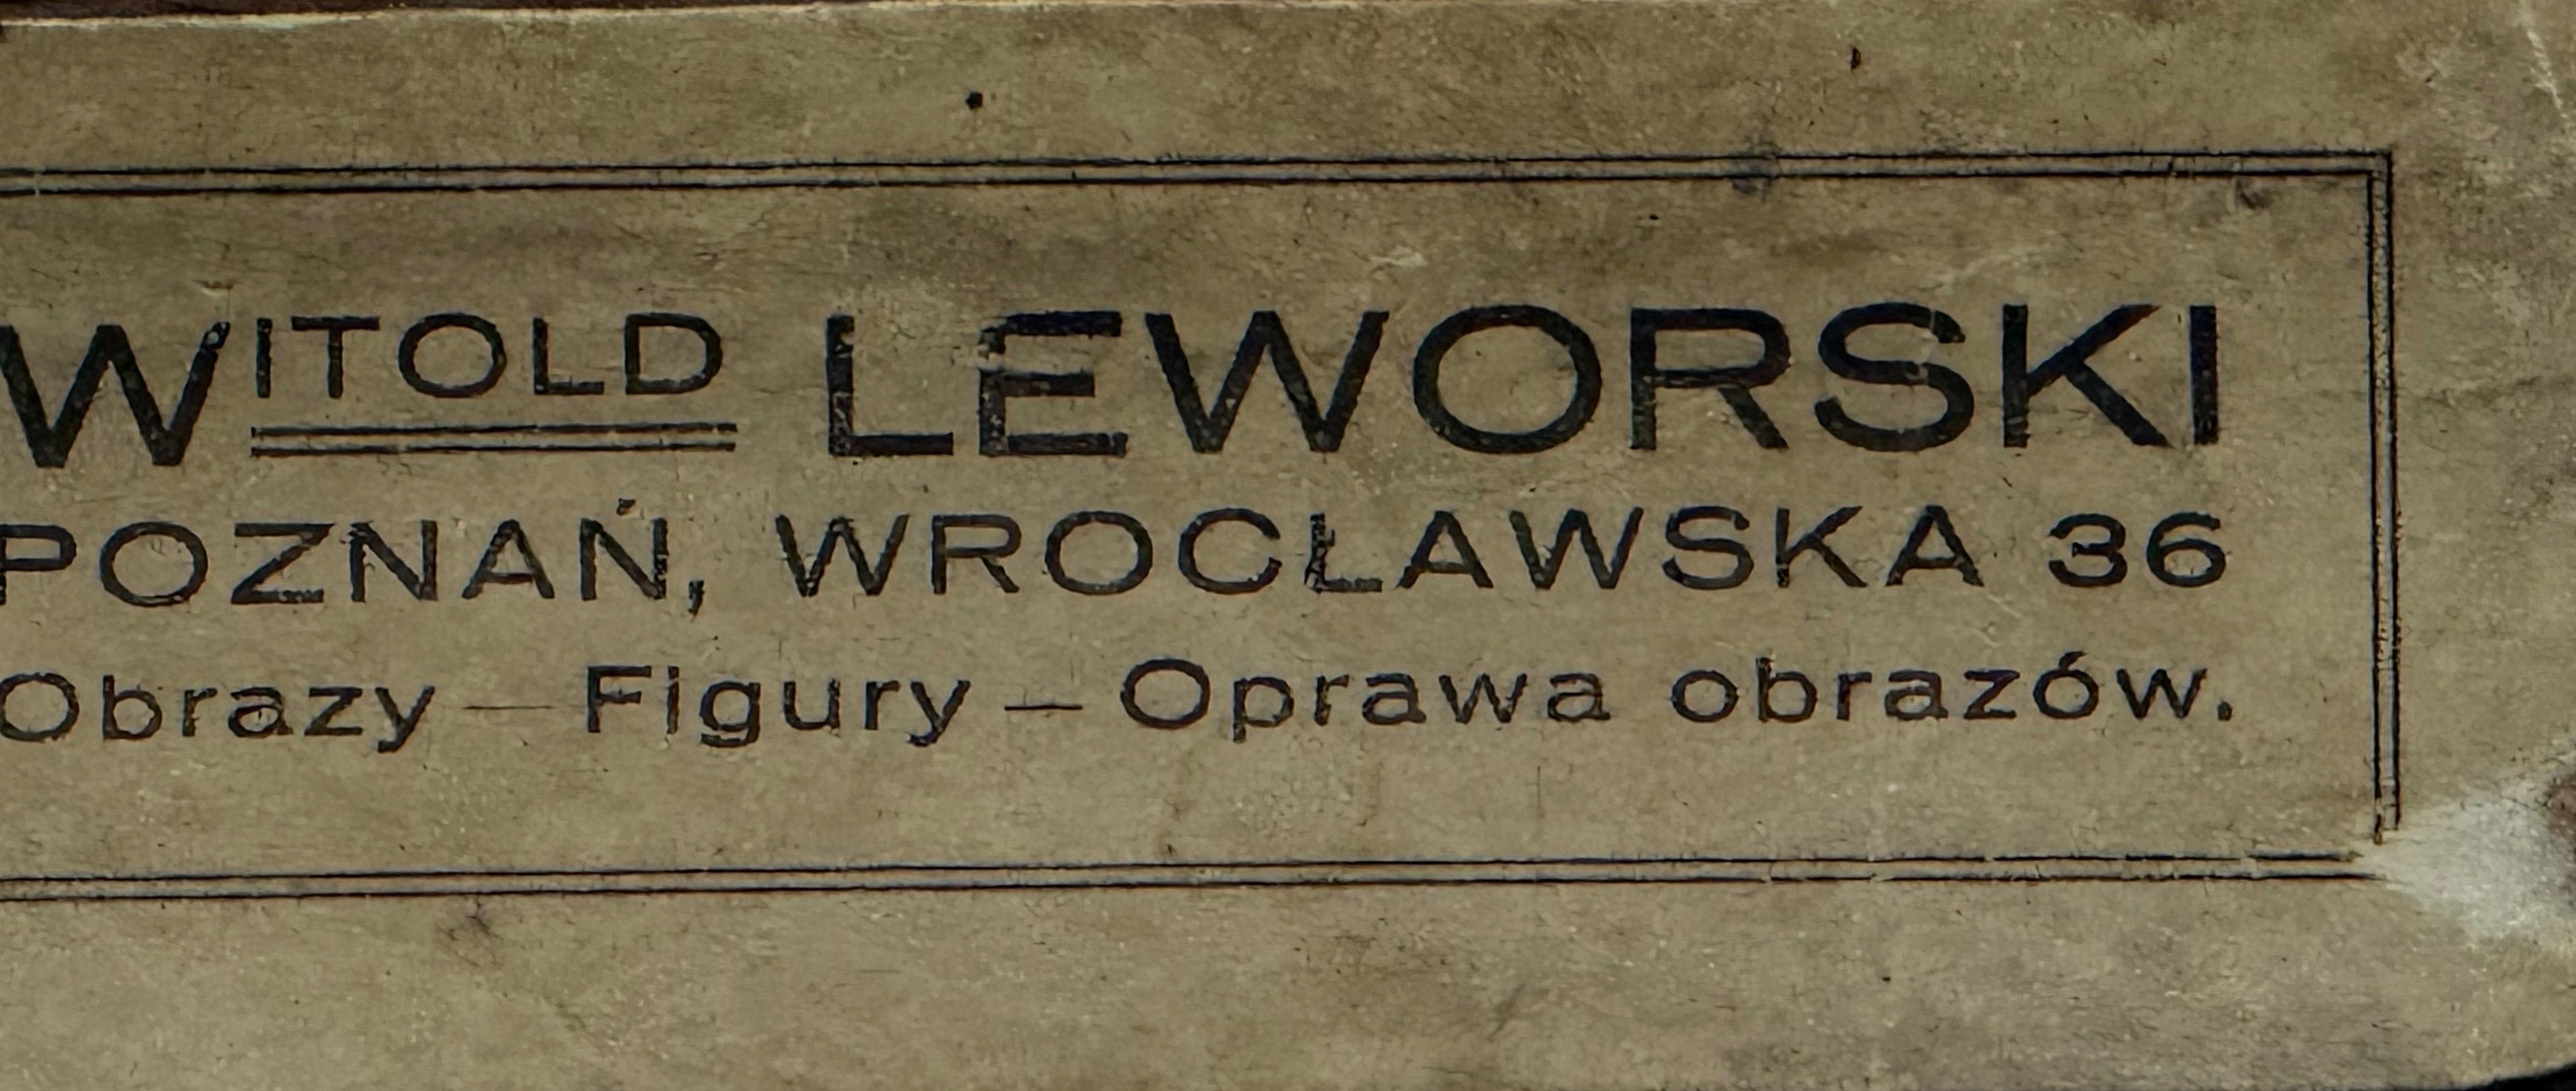 WITOLD LEWORSKI
POZNAŃ, WROCŁAWSKA 36
Obrazy — Figury — Oprawa obrazów.